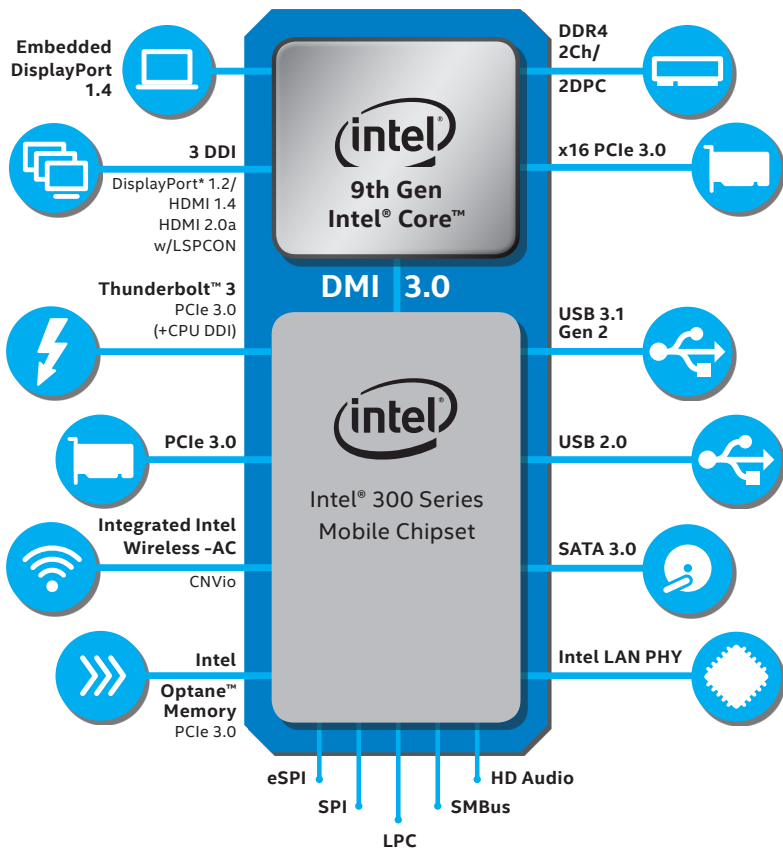 Embedded
DisplayPort
1.4
DDR4
2Ch/
2DPC
intel®
9th Gen
Intel® Core™
3 DDI
DisplayPort* 1.2/
HDMI 1.4
HDMI 2.0a
w/LSPCON
x16 PCIe 3.0
DMI 3.0
Thunderbolt™ 3
PCIe 3.0
(+CPU DDI)
USB 3.1
Gen 2
intel®
Intel® 300 Series
Mobile Chipset
PCIe 3.0
USB 2.0
Integrated Intel
Wireless -AC
CNVio
SATA 3.0
Intel
Optane™
Memory
PCIe 3.0
Intel LAN PHY
eSPI
SPI
LPC
SMBus
HD Audio